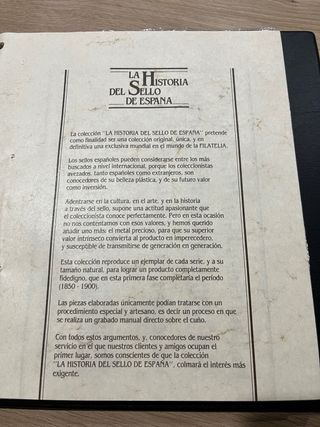 LA HISTORIA
DEL SELLO
DE ESPAÑA
La colección "LA HISTORIA DEL SELLO DE ESPAÑA" pretende
como finalidad ser una colección original, única, y en
definitiva una exclusiva mundial en el mundo de la FILATELIA.
Los sellos españoles pueden considerarse entre los más
buscados a nivel internacional, porque los coleccionistas
avezados, tanto españoles como extranjeros, son
conocedores de su belleza plástica, y de su futuro valor
como inversión.
Adentrarse en la cultura, en el arte, y en la historia
a través del sello, supone una actitud apasionante que
el coleccionista conoce perfectamente. Pero en esta ocasión
no nos contentamos con esos valores, y hemos querido
añadir uno más: el metal precioso, para que su superior
valor intrínseco convierta al producto en imperecedero,
y susceptible de transmitirse de generación en generación.
Esta colección reproduce un ejemplar de cada serie, y a su
tamaño natural, para lograr un producto completamente
fidedigno, que en esta primera fase completaría el período
(1850 - 1900).
Las piezas elaboradas únicamente podían tratarse con un
procedimiento especial y artesano, es decir un proceso en que
se realiza un grabado manual directo sobre el cuño.
Con todos estos argumentos, y, conocedores de nuestro
servicio en el que nuestros clientes y amigos ocupan el
primer lugar, somos conscientes de que la colección
"LA HISTORIA DEL SELLO DE ESPAÑA", colmará el interés más
exigente.